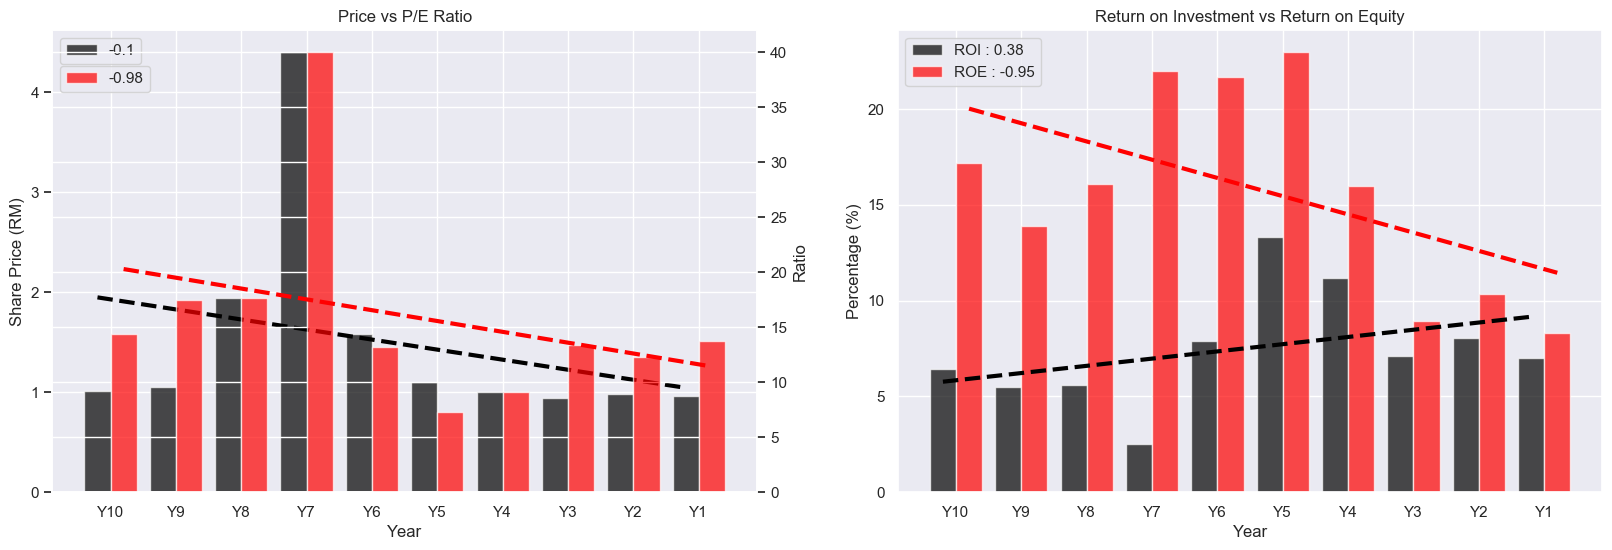 Price vs P/E Ratio
-0.1
-0.98
Share Price (RM)
4
3
2
1
0
40
35
30
25
20
15
10
5
0
Ratio
Y10 Y9 Y8 Y7 Y6 Y5 Y4 Y3 Y2 Y1
Year
Return on Investment vs Return on Equity
ROI : 0.38
ROE : -0.95
Percentage (%)
20
15
10
5
0
Y10 Y9 Y8 Y7 Y6 Y5 Y4 Y3 Y2 Y1
Year